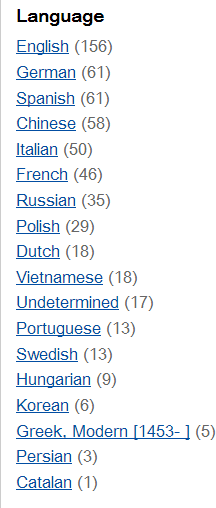 Language
English (156)
German (61)
Spanish (61)
Chinese (58)
Italian (50)
French (46)
Russian (35)
Polish (29)
Dutch (18)
Vietnamese (18)
Undetermined (17)
Portuguese (13)
Swedish (13)
Hungarian (9)
Korean (6)
Greek, Modern [1453- ] (5)
Persian (3)
Catalan (1)